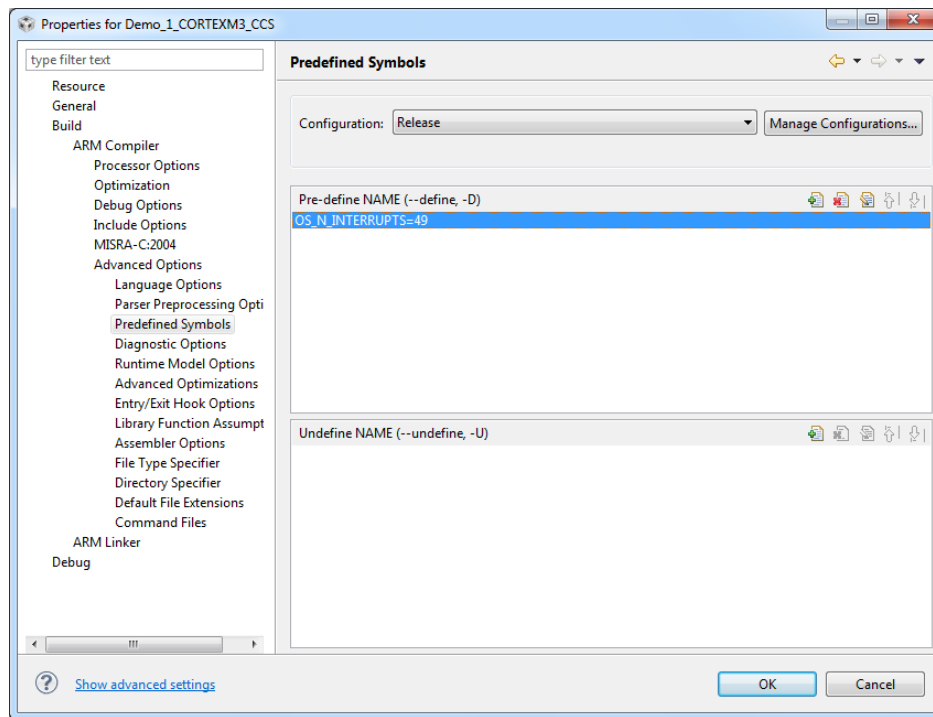 Properties for Demo_1_CORTEXM3_CCS
type filter text
Resource
General
Build
ARM Compiler
Processor Options
Optimization
Debug Options
Include Options
MISRA-C:2004
Advanced Options
Language Options
Parser Preprocessing Opti
Predefined Symbols
Diagnostic Options
Runtime Model Options
Advanced Optimizations
Entry/Exit Hook Options
Library Function Assumpt
Assembler Options
File Type Specifier
Directory Specifier
Default File Extensions
Command Files
ARM Linker
Debug
Predefined Symbols
Configuration: Release Manage Configurations...
Pre-define NAME (--define, -D)
OS_N_INTERRUPTS=49
Undefine NAME (--undefine, -U)
Show advanced settings
OK Cancel